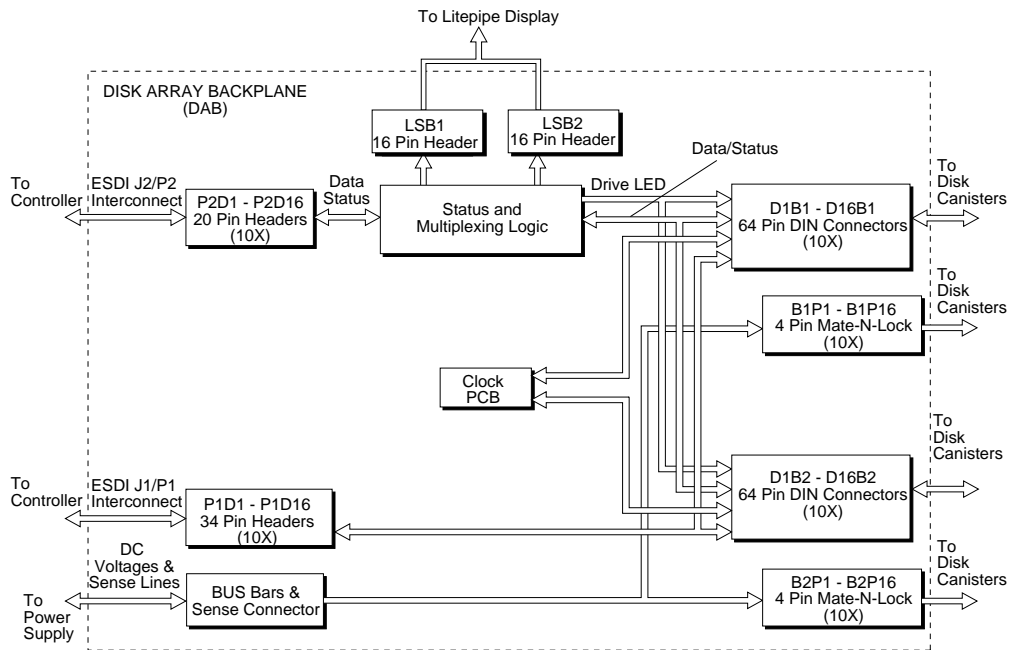 To Litepipe Display
DISK ARRAY BACKPLANE
(DAB)
LSB1
16 Pin Header
LSB2
16 Pin Header
Data/Status
To
Controller
ESDI J2/P2
Interconnect
P2D1 - P2D16
20 Pin Headers
(10X)
Data
Status
Status and
Multiplexing Logic
Drive LED
D1B1 - D16B1
64 Pin DIN Connectors
(10X)
To
Disk
Canisters
B1P1 - B1P16
4 Pin Mate-N-Lock
(10X)
To
Disk
Canisters
Clock
PCB
To
Controller
ESDI J1/P1
Interconnect
P1D1 - P1D16
34 Pin Headers
(10X)
D1B2 - D16B2
64 Pin DIN Connectors
(10X)
To
Disk
Canisters
DC
Voltages &
Sense Lines
To
Power
Supply
BUS Bars &
Sense Connector
B2P1 - B2P16
4 Pin Mate-N-Lock
(10X)
To
Disk
Canisters